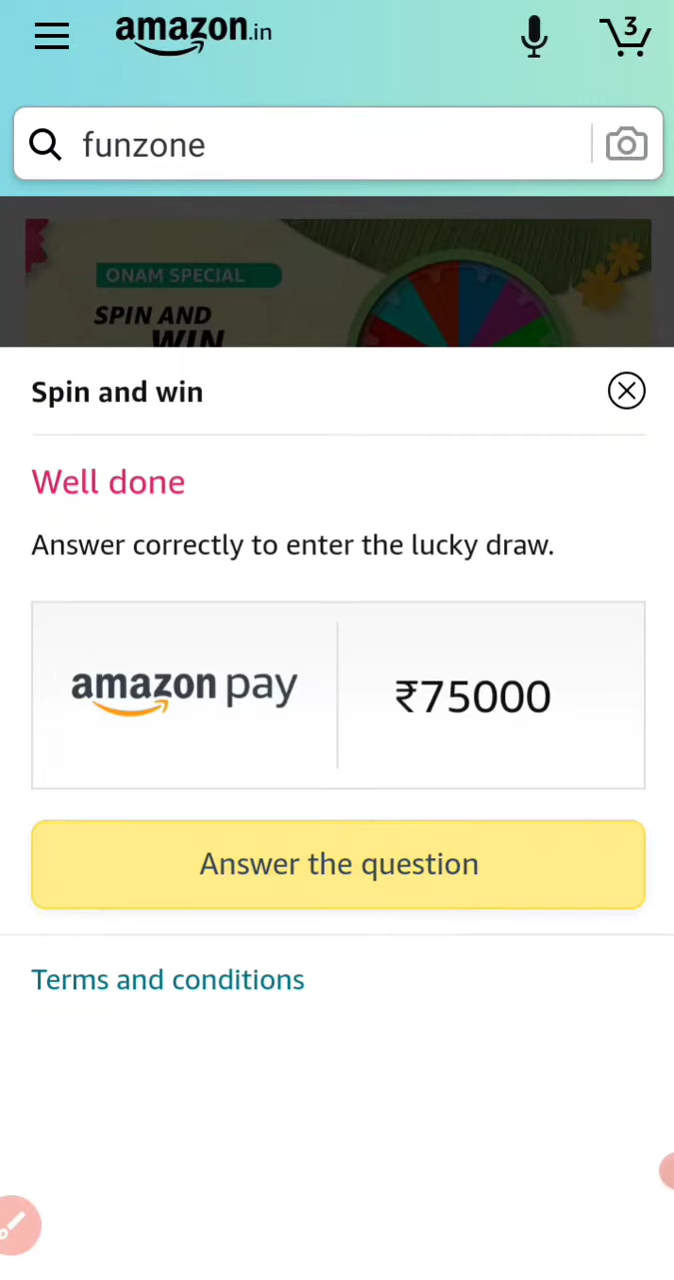 amazon.in
3
funzone
ONAM SPECIAL
SPIN AND
WIN
Spin and win
Well done
Answer correctly to enter the lucky draw.
amazon pay
₹75000
Answer the question
Terms and conditions